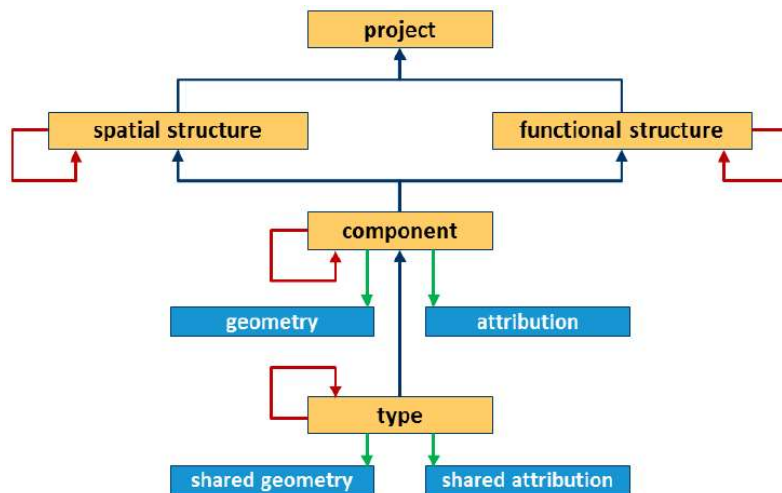 project
spatial structure
functional structure
component
geometry
attribution
type
shared geometry
shared attribution